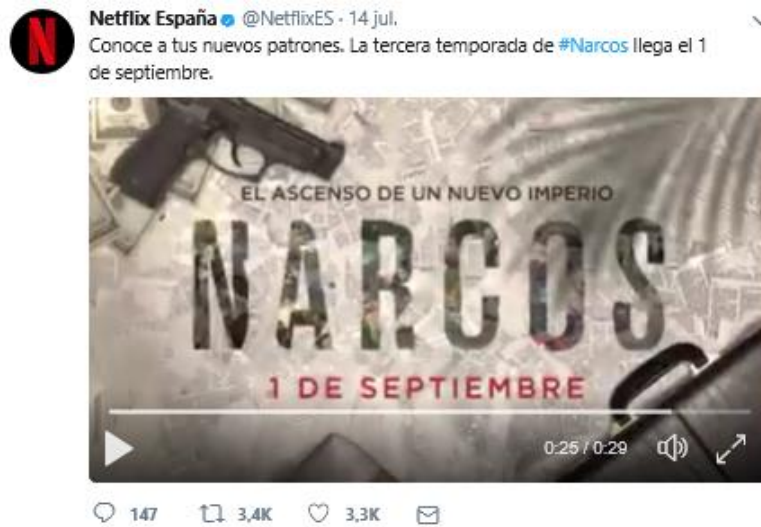 Netflix España @NetflixES · 14 jul.
Conoce a tus nuevos patrones. La tercera temporada de #Narcos llega el 1
de septiembre.
EL ASCENSO DE UN NUEVO IMPERIO
NARCOS
1 DE SEPTIEMBRE
0:25 / 0:29
147 3,4K 3,3K